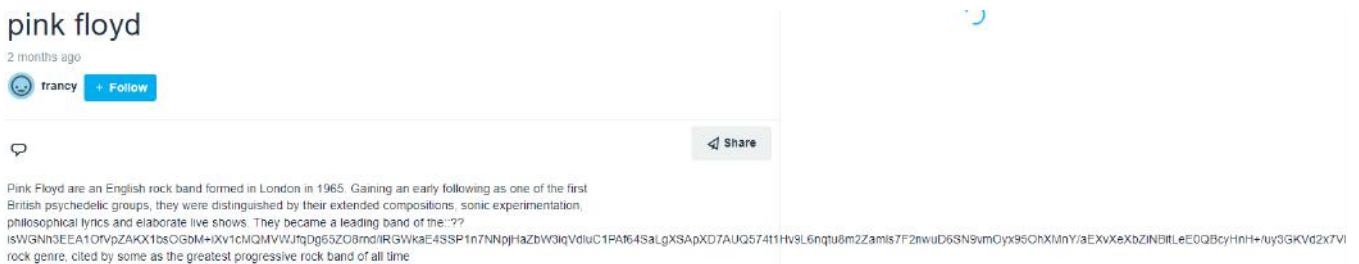 pink floyd
2 months ago
francy
+ Follow
Share
Pink Floyd are an English rock band formed in London in 1965. Gaining an early following as one of the first
British psychedelic groups, they were distinguished by their extended compositions, sonic experimentation,
philosophical lyrics and elaborate live shows. They became a leading band of the::??
rock genre, cited by some as the greatest progressive rock band of all time